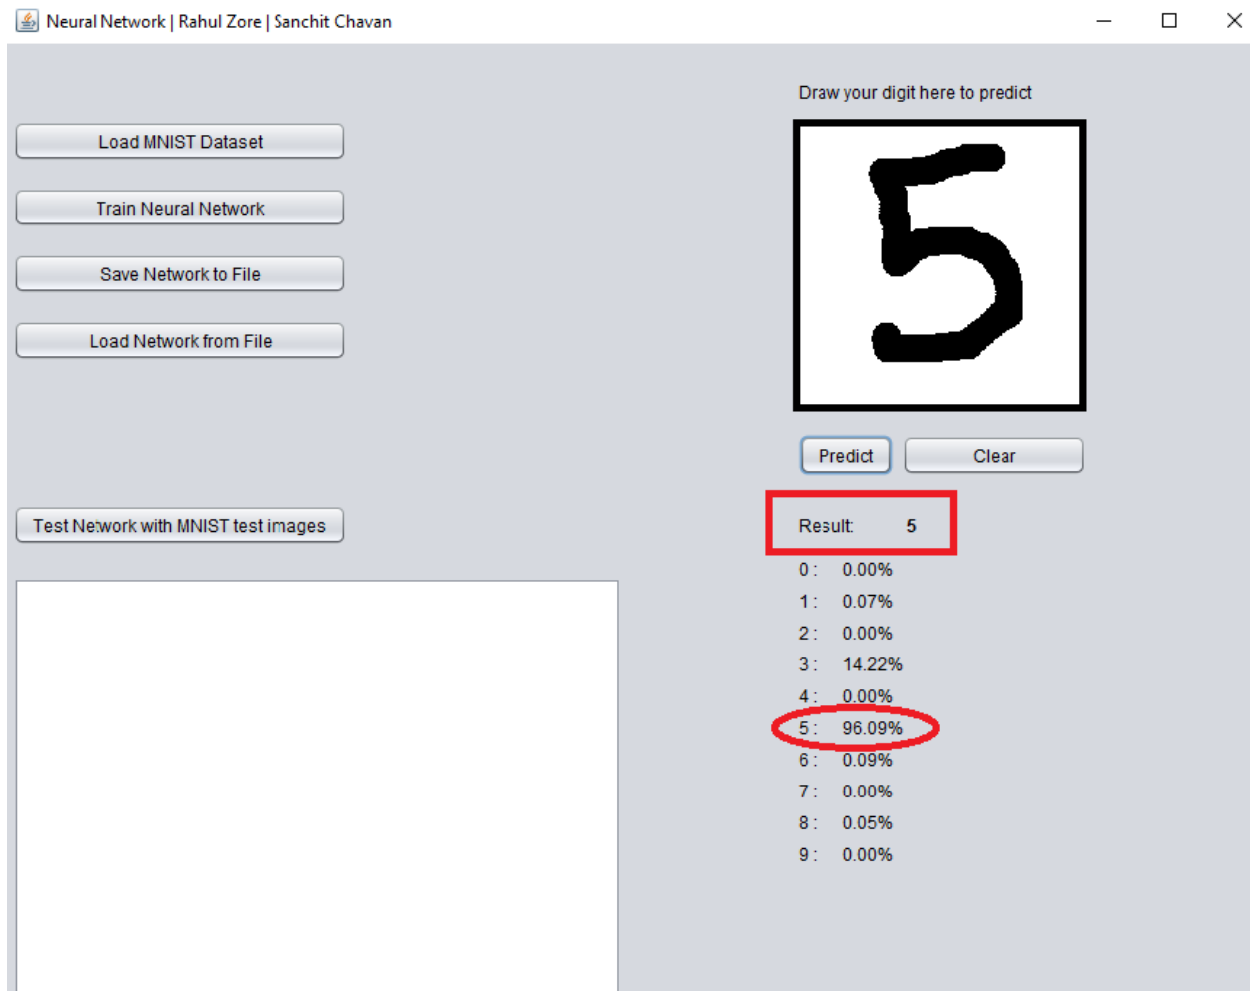 Neural Network | Rahul Zore | Sanchit Chavan
Load MNIST Dataset
Train Neural Network
Save Network to File
Load Network from File
Test Network with MNIST test images
Draw your digit here to predict
5
Predict
Clear
Result: 5
0 : 0.00%
1 : 0.07%
2 : 0.00%
3 : 14.22%
4 : 0.00%
5 : 96.09%
6 : 0.09%
7 : 0.00%
8 : 0.05%
9 : 0.00%